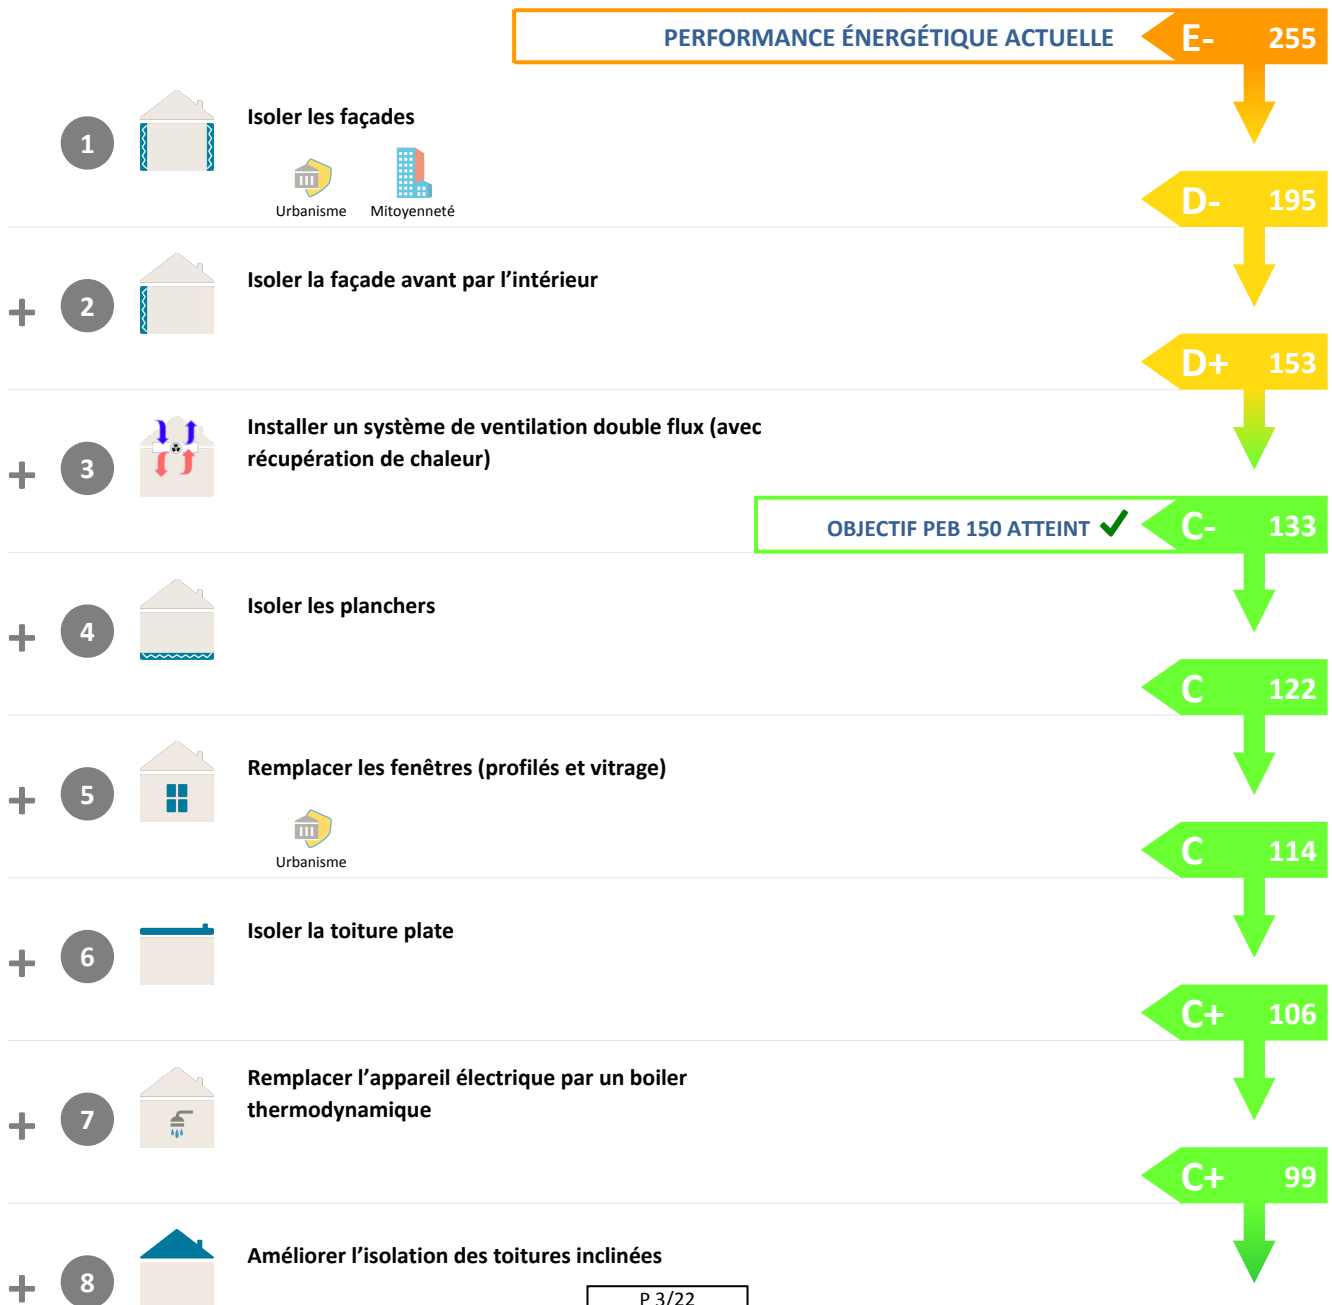 PERFORMANCE ÉNERGÉTIQUE ACTUELLE E- 255
1 Isoler les façades
Urbanisme Mitoyenneté
D- 195
+ 2 Isoler la façade avant par l'intérieur
D+ 153
+ 3 Installer un système de ventilation double flux (avec
récupération de chaleur)
OBJECTIF PEB 150 ATTEINT ✓ C- 133
+ 4 Isoler les planchers
C 122
+ 5 Remplacer les fenêtres (profilés et vitrage)
Urbanisme
C 114
+ 6 Isoler la toiture plate
C+ 106
+ 7 Remplacer l'appareil électrique par un boiler
thermodynamique
C+ 99
+ 8 Améliorer l'isolation des toitures inclinées
P 3/22